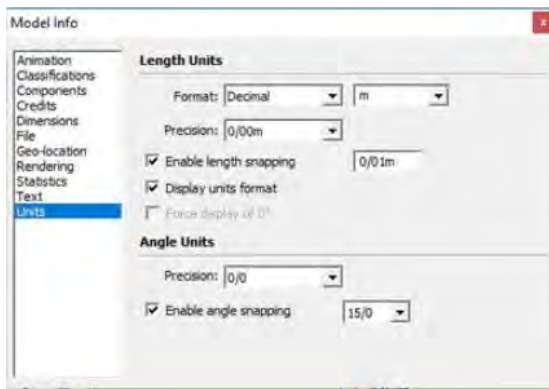 Model Info
x
Animation
Classifications
Components
Credits
Dimensions
File
Geo-location
Rendering
Statistics
Text
Units
Length Units
Format: Decimal m
Precision: 0/00m
Enable length snapping 0/01m
Display units format
Force display of 0"
Angle Units
Precision: 0/0
Enable angle snapping 15/0